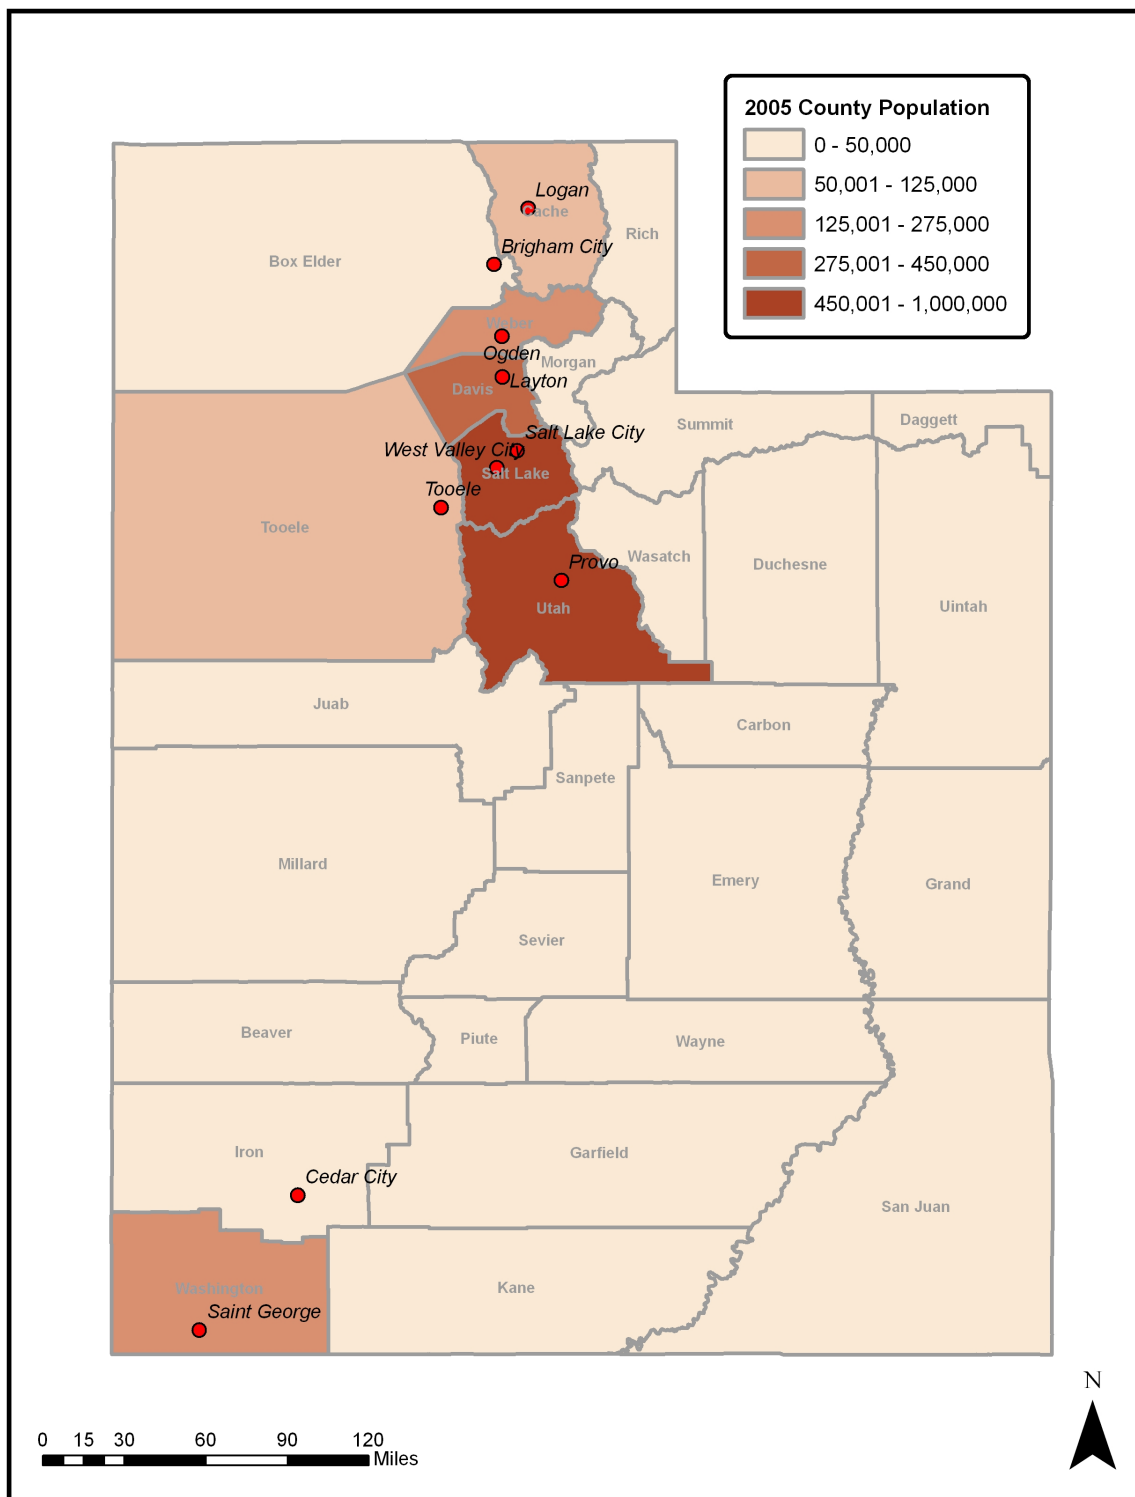 2005 County Population
0 - 50,000
50,001 - 125,000
125,001 - 275,000
275,001 - 450,000
450,001 - 1,000,000
Logan
Cache
Rich
Brigham City
Box Elder
Weber
Ogden
Morgan
Layton
Davis
Summit
Daggett
Salt Lake City
West Valley City
Salt Lake
Tooele
Tooele
Wasatch
Provo
Duchesne
Utah
Uintah
Juab
Carbon
Sanpete
Millard
Emery
Grand
Sevier
Beaver
Piute
Wayne
Iron
Garfield
Cedar City
San Juan
Washington
Kane
Saint George
N
0 15 30 60 90 120
Miles